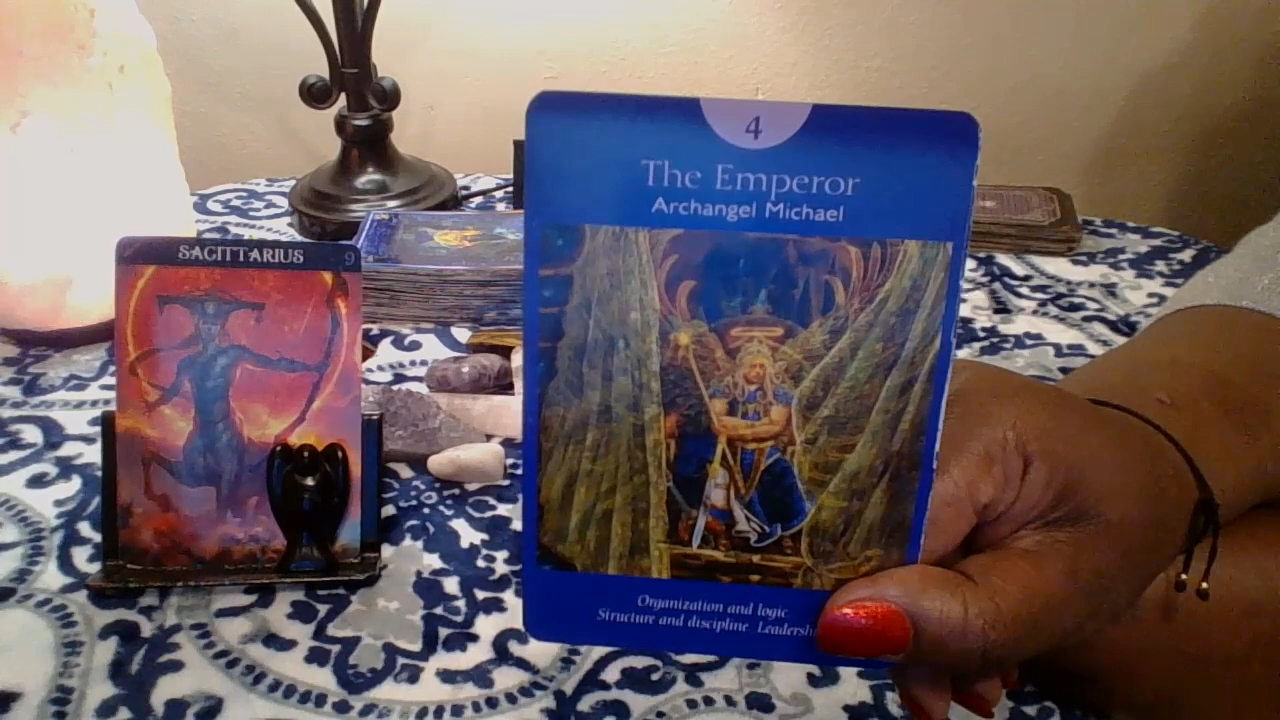 SAGITTARIUS 9
4
The Emperor
Archangel Michael
Organization and logic
Structure and discipline. Leadersh